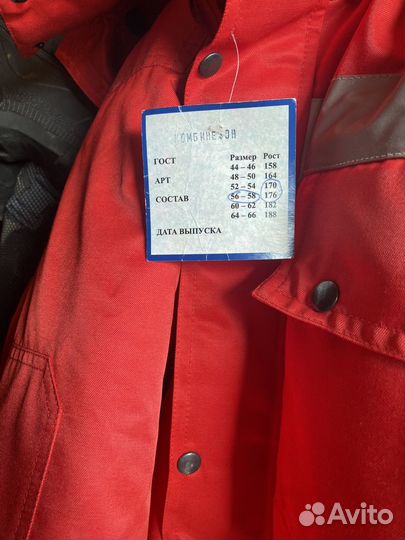 КОМБИНЕЗОН
ГОСТ Размер Рост
44 – 46 158
АРТ 48 – 50 164
52 – 54 170
СОСТАВ 56 – 58 176
60 – 62 182
64 – 66 188
ДАТА ВЫПУСКА
Avito